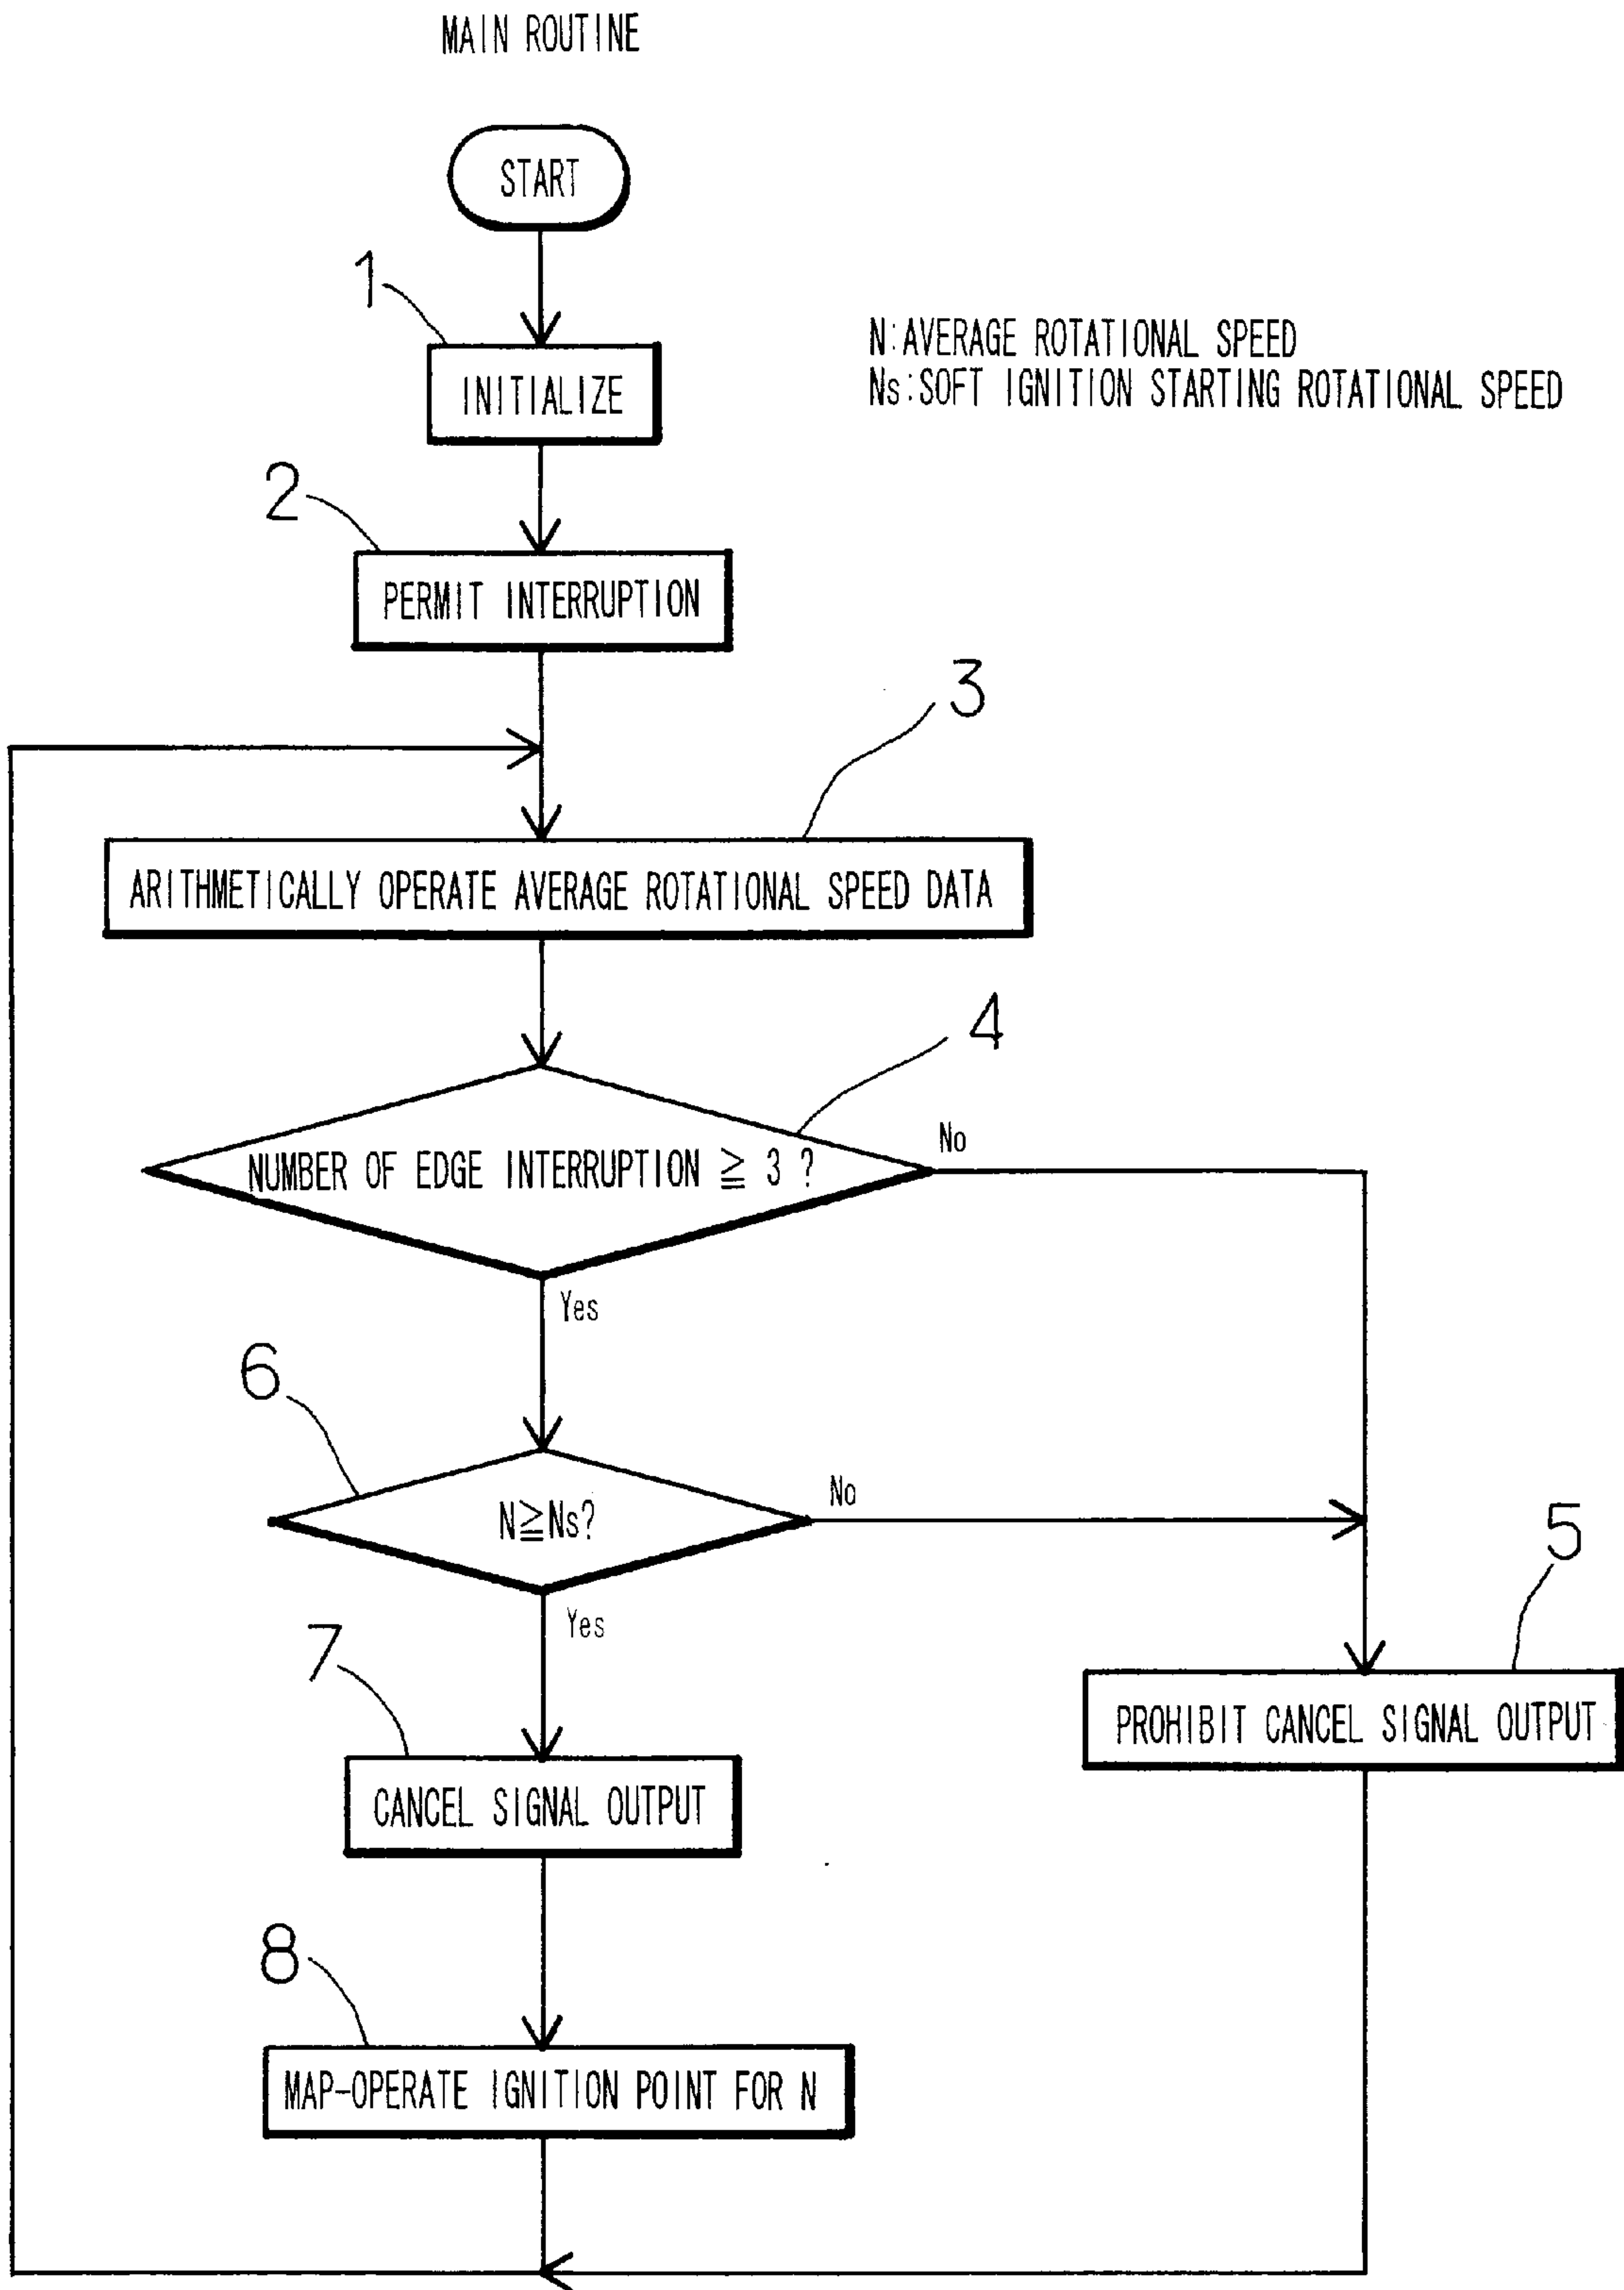 MAIN ROUTINE
START
1
INITIALIZE
N:AVERAGE ROTATIONAL SPEED
Ns:SOFT IGNITION STARTING ROTATIONAL SPEED
2
PERMIT INTERRUPTION
3
ARITHMETICALLY OPERATE AVERAGE ROTATIONAL SPEED DATA
4
NUMBER OF EDGE INTERRUPTION ≧ 3 ?
No
Yes
6
N≧Ns?
No
Yes
5
PROHIBIT CANCEL SIGNAL OUTPUT
7
CANCEL SIGNAL OUTPUT
8
MAP-OPERATE IGNITION POINT FOR N